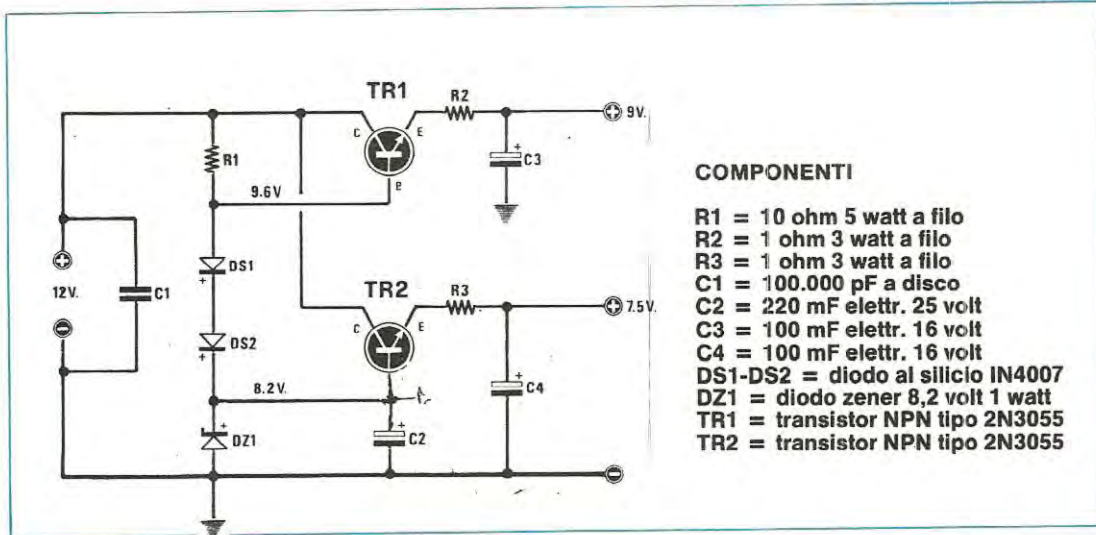 TR1
C
E
B
R2
9V.
R1
C3
9.6V
DS1
12V.
C1
TR2
R3
C
E
7.5V.
DS2
8.2V.
C4
DZ1
C2
COMPONENTI
R1 = 10 ohm 5 watt a filo
R2 = 1 ohm 3 watt a filo
R3 = 1 ohm 3 watt a filo
C1 = 100.000 pF a disco
C2 = 220 mF elettr. 25 volt
C3 = 100 mF elettr. 16 volt
C4 = 100 mF elettr. 16 volt
DS1-DS2 = diodo al silicio IN4007
DZ1 = diodo zener 8,2 volt 1 watt
TR1 = transistor NPN tipo 2N3055
TR2 = transistor NPN tipo 2N3055